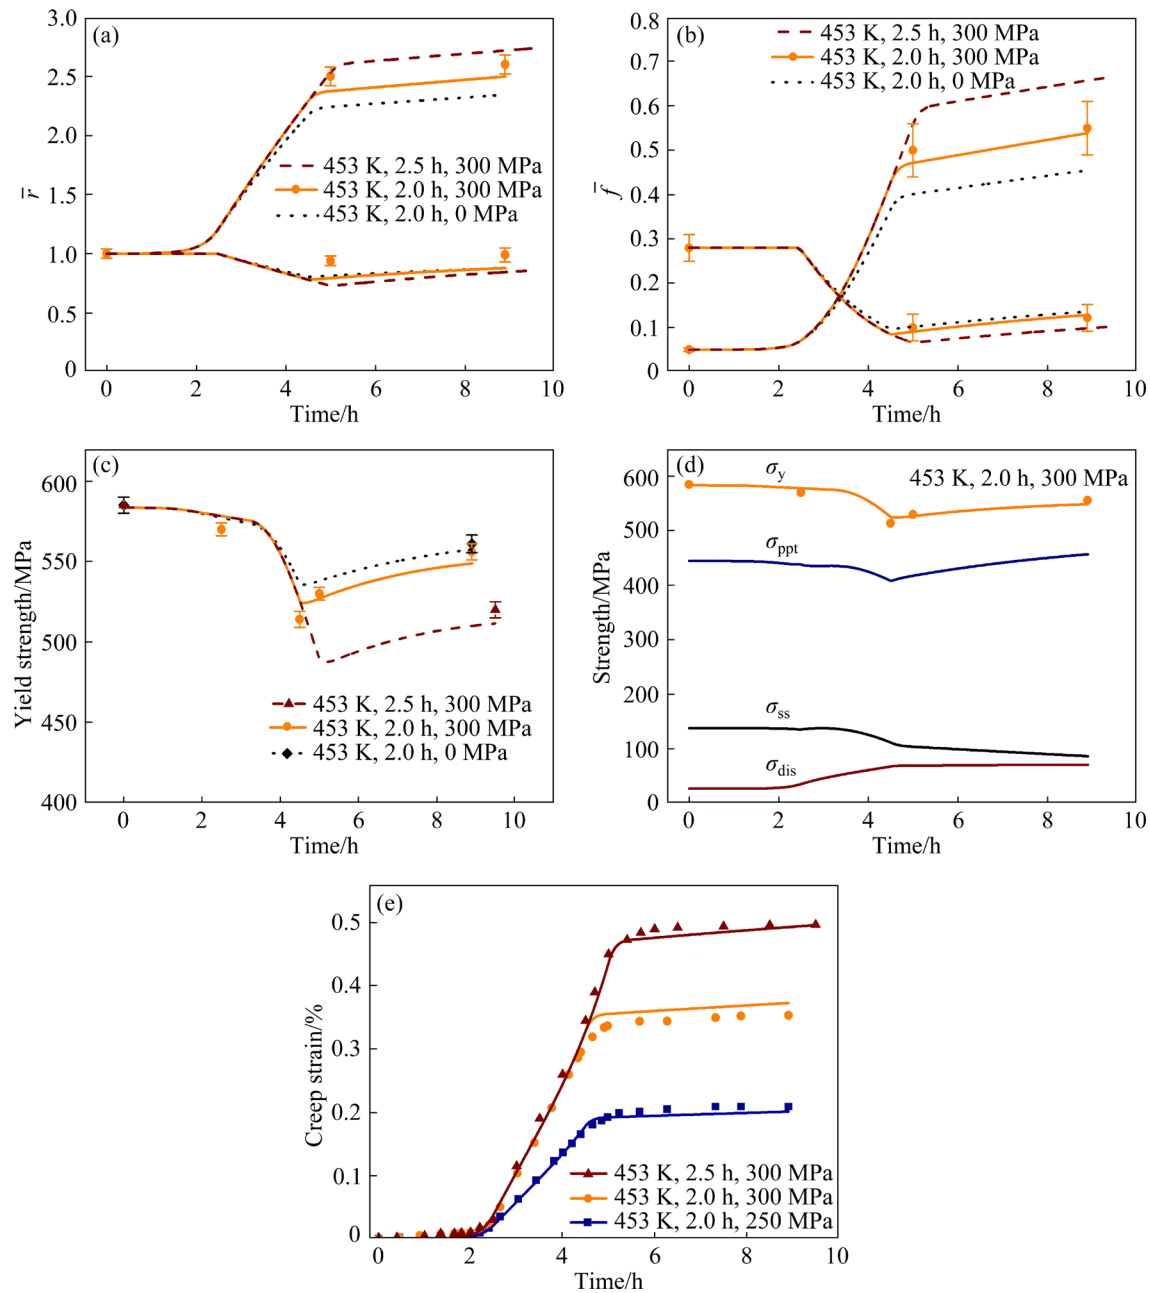 (a)
3.0
2.5
2.0
1.5
1.0
0.5
0
r̅
453 K, 2.5 h, 300 MPa
453 K, 2.0 h, 300 MPa
453 K, 2.0 h, 0 MPa
0 2 4 6 8 10
Time/h
(b)
0.8
0.7
0.6
0.5
0.4
0.3
0.2
0.1
0
f̅
453 K, 2.5 h, 300 MPa
453 K, 2.0 h, 300 MPa
453 K, 2.0 h, 0 MPa
0 2 4 6 8 10
Time/h
(c)
600
550
500
450
400
Yield strength/MPa
453 K, 2.5 h, 300 MPa
453 K, 2.0 h, 300 MPa
453 K, 2.0 h, 0 MPa
0 2 4 6 8 10
Time/h
(d)
600
500
400
300
200
100
0
Strength/MPa
453 K, 2.0 h, 300 MPa
σy
σppt
σss
σdis
0 2 4 6 8 10
Time/h
(e)
0.5
0.4
0.3
0.2
0.1
0
Creep strain/%
453 K, 2.5 h, 300 MPa
453 K, 2.0 h, 300 MPa
453 K, 2.0 h, 250 MPa
0 2 4 6 8 10
Time/h